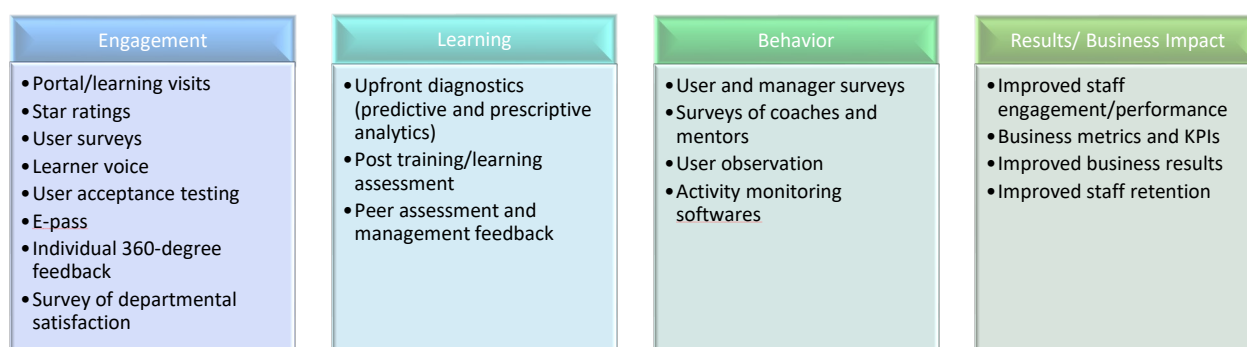 Engagement
•Portal/learning visits
•Star ratings
•User surveys
•Learner voice
•User acceptance testing
•E-pass
•Individual 360-degree
feedback
•Survey of departmental
satisfaction
Learning
•Upfront diagnostics
(predictive and prescriptive
analytics)
•Post training/learning
assessment
•Peer assessment and
management feedback
Behavior
•User and manager surveys
•Surveys of coaches and
mentors
•User observation
•Activity monitoring
softwares
Results/ Business Impact
•Improved staff
engagement/performance
•Business metrics and KPIs
•Improved business results
•Improved staff retention